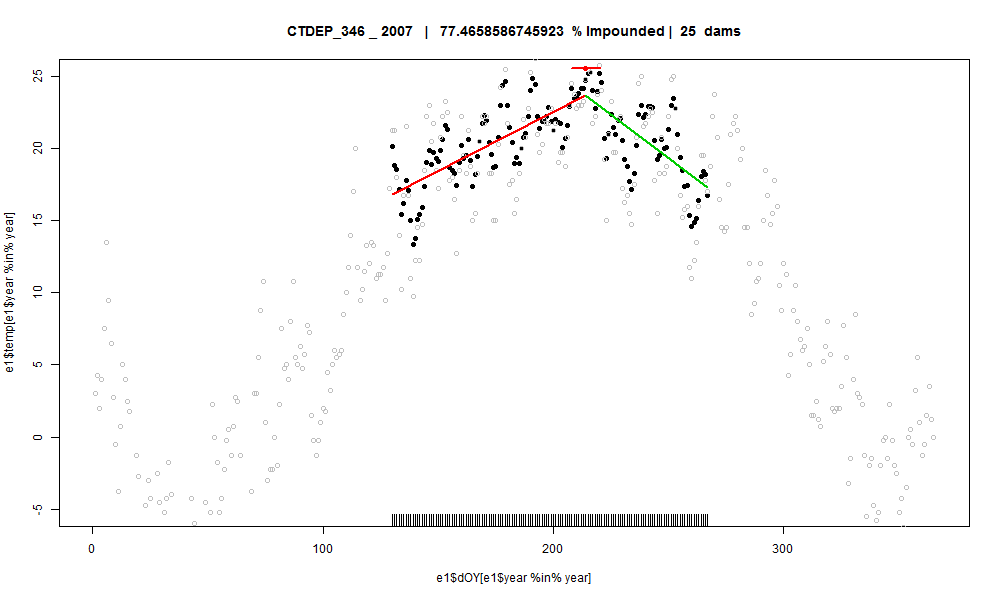 CTDEP_346 _ 2007 | 77.4658586745923 % Impounded | 25 dams
e1$temp[e1$year %in% year]
25
20
15
10
5
0
-5
0 100 200 300
e1$dOY[e1$year %in% year]